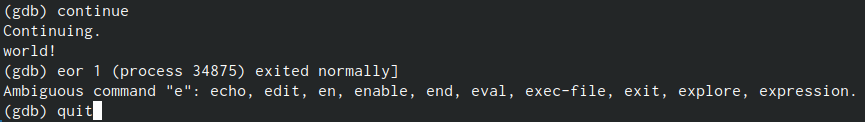 (gdb) continue
Continuing.
world!
(gdb) eor 1 (process 34875) exited normally]
Ambiguous command "e": echo, edit, en, enable, end, eval, exec-file, exit, explore, expression.
(gdb) quit